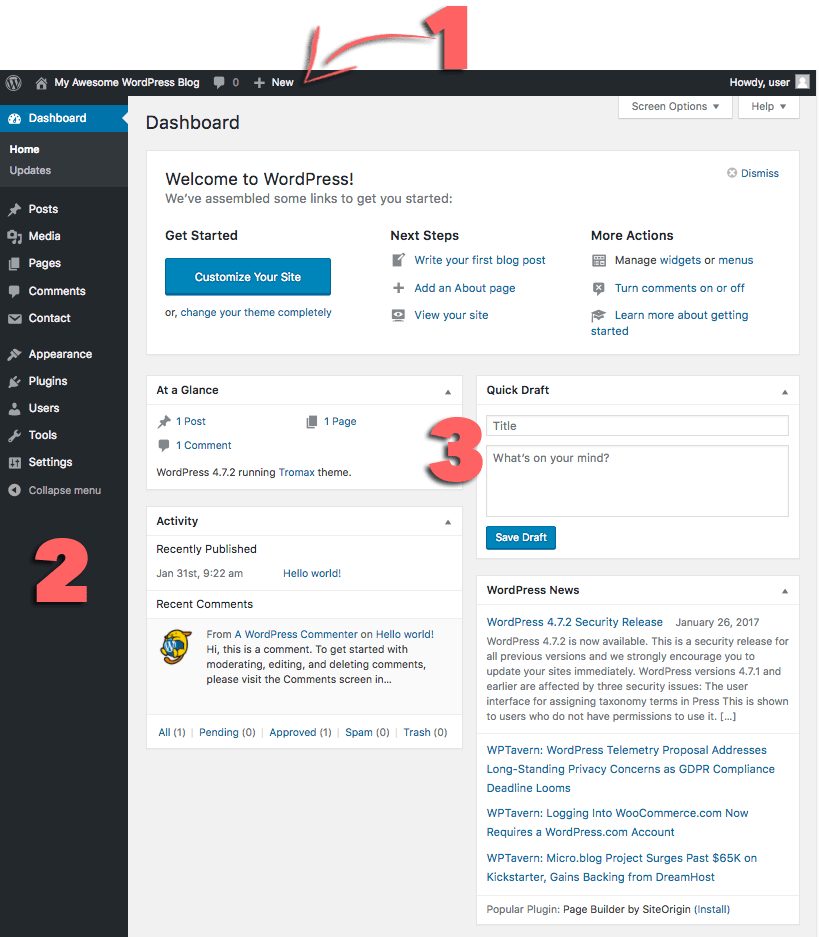 1
My Awesome WordPress Blog 0 New Howdy, user
Dashboard
Home
Updates
Posts
Media
Pages
Comments
Contact
Appearance
Plugins
Users
Tools
Settings
Collapse menu
2
Screen Options Help
Dashboard
Welcome to WordPress!
Dismiss
We've assembled some links to get you started:
Get Started
Customize Your Site
or, change your theme completely
Next Steps
Write your first blog post
Add an About page
View your site
More Actions
Manage widgets or menus
Turn comments on or off
Learn more about getting
started
At a Glance
1 Post 1 Page
1 Comment
WordPress 4.7.2 running Tromax theme.
Activity
Recently Published
Jan 31st, 9:22 am Hello world!
Recent Comments
From A WordPress Commenter on Hello world!
Hi, this is a comment. To get started with
moderating, editing, and deleting comments,
please visit the Comments screen in...
All (1) | Pending (0) | Approved (1) | Spam (0) | Trash (0)
3
Quick Draft
Title
What's on your mind?
Save Draft
WordPress News
WordPress 4.7.2 Security Release January 26, 2017
WordPress 4.7.2 is now available. This is a security release for
all previous versions and we strongly encourage you to
update your sites immediately. WordPress versions 4.7.1 and
earlier are affected by three security issues: The user
interface for assigning taxonomy terms in Press This is shown
to users who do not have permissions to use it. [...]
WPTavern: WordPress Telemetry Proposal Addresses
Long-Standing Privacy Concerns as GDPR Compliance
Deadline Looms
WPTavern: Logging Into WooCommerce.com Now
Requires a WordPress.com Account
WPTavern: Micro.blog Project Surges Past $65K on
Kickstarter, Gains Backing from DreamHost
Popular Plugin: Page Builder by SiteOrigin (Install)